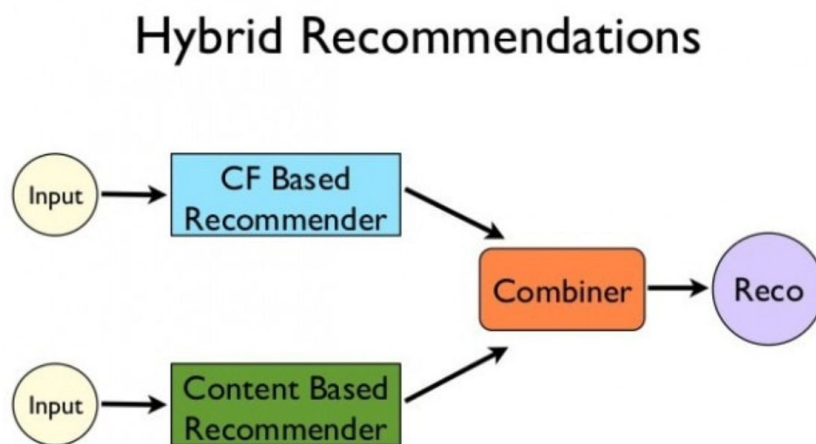 Hybrid Recommendations
Input
CF Based
Recommender
Combiner
Reco
Input
Content Based
Recommender